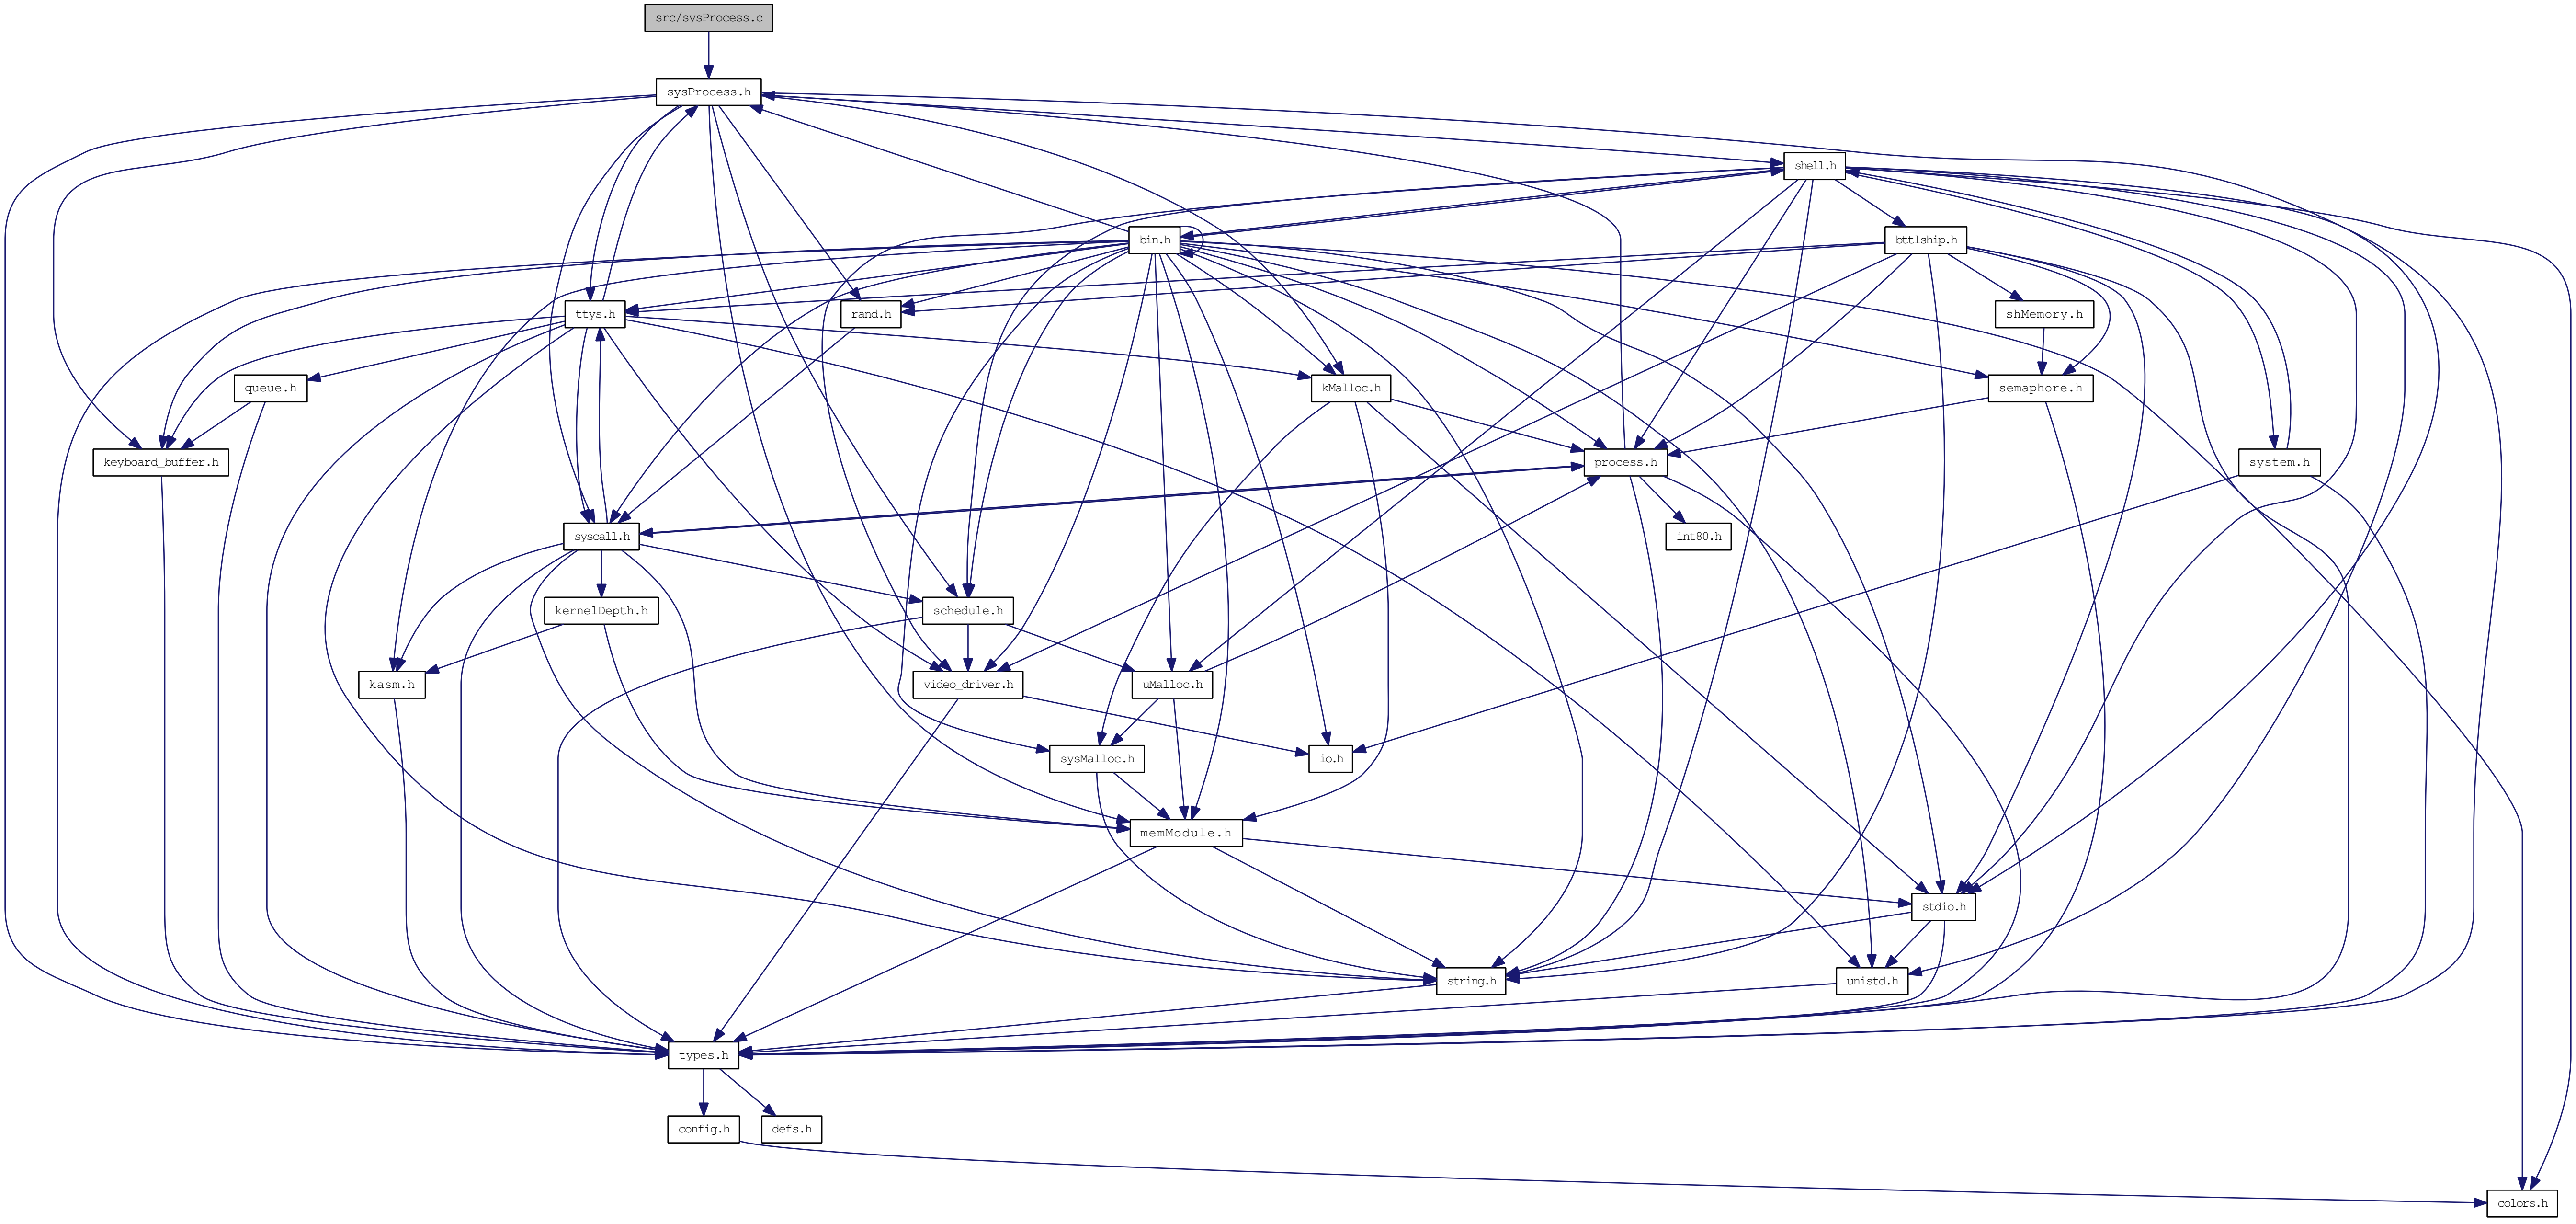 src/sysProcess.c
sysProcess.h
shell.h
bin.h
bttlship.h
ttys.h
rand.h
shMemory.h
queue.h
kMalloc.h
semaphore.h
keyboard_buffer.h
process.h
system.h
syscall.h
int80.h
kernelDepth.h
schedule.h
kasm.h
video_driver.h
uMalloc.h
sysMalloc.h
io.h
memModule.h
stdio.h
string.h
unistd.h
types.h
config.h
defs.h
colors.h